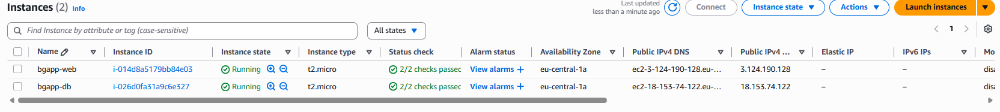 Instances (2) Info
Last updated
less than a minute ago
Connect
Instance state
Actions
Launch instances
Find Instance by attribute or tag (case-sensitive)
All states
1
Name Instance ID Instance state Instance type Status check Alarm status Availability Zone Public IPv4 DNS Public IPv4 ... Elastic IP IPv6 IPs Mo
bgapp-web i-014d8a5179bb84e03 Running t2.micro 2/2 checks passec View alarms + eu-central-1a ec2-3-124-190-128.eu-... 3.124.190.128 – – disa
bgapp-db i-026d0fa31a9c6e327 Running t2.micro 2/2 checks passec View alarms + eu-central-1a ec2-18-153-74-122.eu-... 18.153.74.122 – – disa